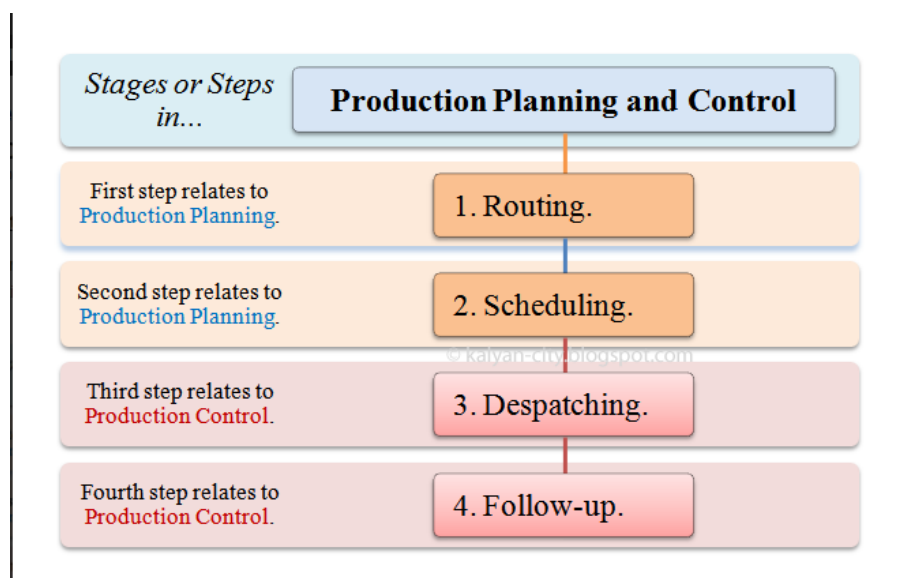 Stages or Steps
in...
Production Planning and Control
First step relates to
Production Planning.
1. Routing.
Second step relates to
Production Planning.
2. Scheduling.
© kalyan-city.blogspot.com
Third step relates to
Production Control.
3. Despatching.
Fourth step relates to
Production Control.
4. Follow-up.